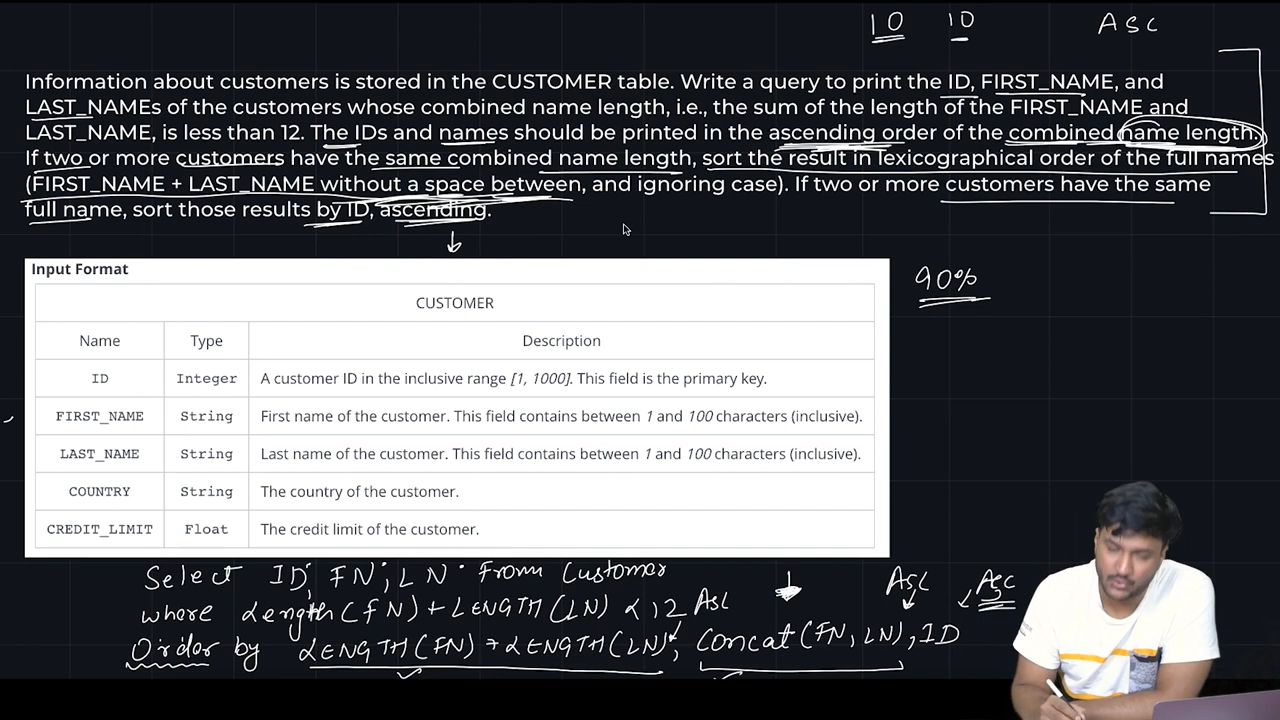 10 10 ASC
Information about customers is stored in the CUSTOMER table. Write a query to print the ID, FIRST_NAME, and
LAST_NAMEs of the customers whose combined name length, i.e., the sum of the length of the FIRST_NAME and
LAST_NAME, is less than 12. The IDs and names should be printed in the ascending order of the combined name length.
If two or more customers have the same combined name length, sort the result in lexicographical order of the full names
(FIRST_NAME + LAST_NAME without a space between, and ignoring case). If two or more customers have the same
full name, sort those results by ID, ascending.
Input Format
90%
CUSTOMER
Name Type Description
ID Integer A customer ID in the inclusive range [1, 1000]. This field is the primary key.
FIRST_NAME String First name of the customer. This field contains between 1 and 100 characters (inclusive).
LAST_NAME String Last name of the customer. This field contains between 1 and 100 characters (inclusive).
COUNTRY String The country of the customer.
CREDIT_LIMIT Float The credit limit of the customer.
Select ID, FN, LN From Customer
ASC ASC
where Length(FN) + LENGTH(LN) < 12 ASC
Order by LENGTH(FN) + LENGTH(LN), concat(FN, LN), ID